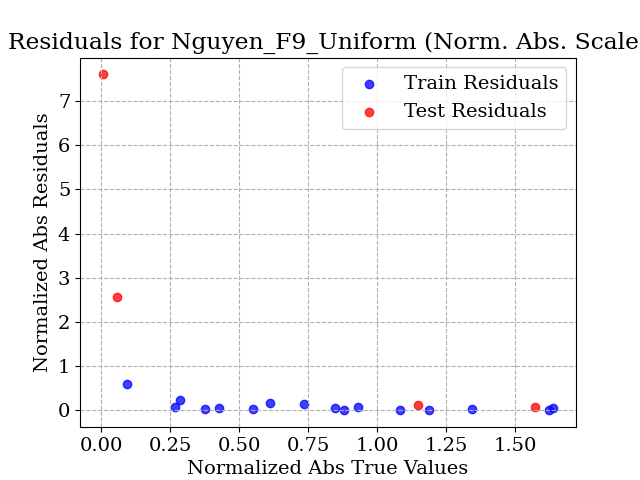 Residuals for Nguyen_F9_Uniform (Norm. Abs. Scale
Train Residuals
Test Residuals
Normalized Abs Residuals
7
6
5
4
3
2
1
0
0.00 0.25 0.50 0.75 1.00 1.25 1.50
Normalized Abs True Values